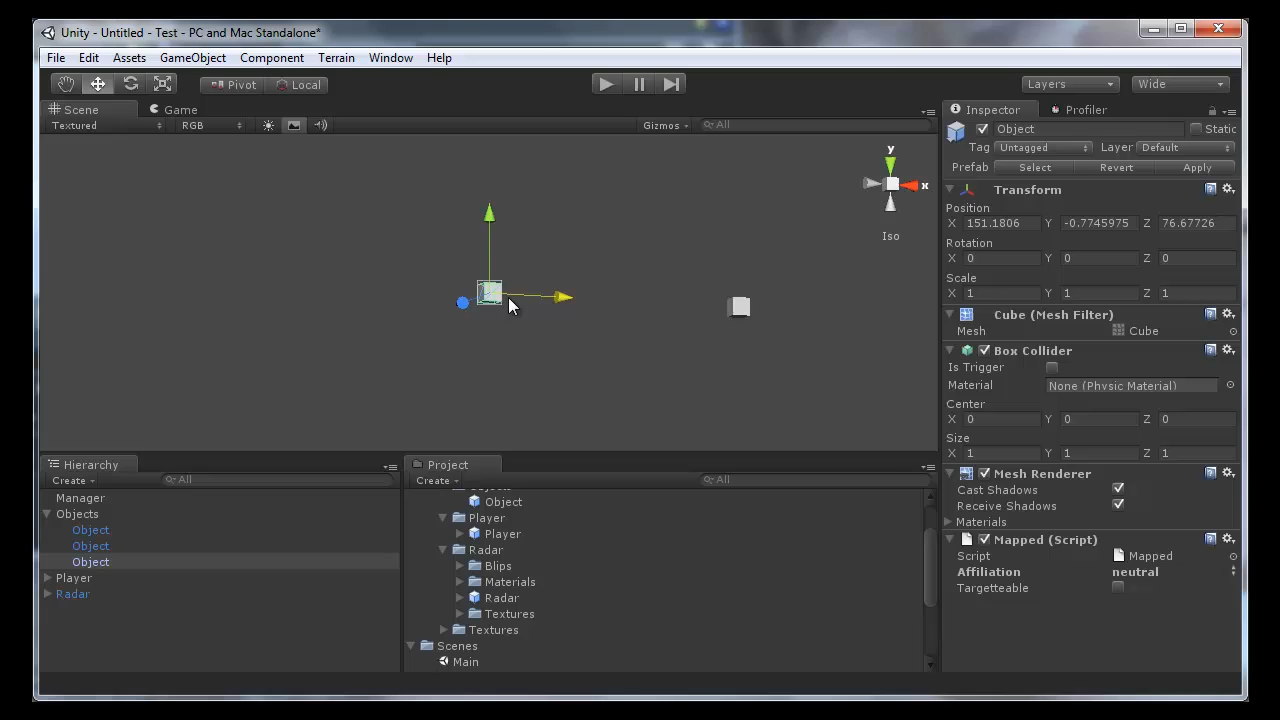 Unity - Untitled - Test - PC and Mac Standalone*
File Edit Assets GameObject Component Terrain Window Help
Pivot Local Layers Wide
Scene Game
Textured RGB Gizmos All
y
x
Iso
Inspector Profiler
Object Static
Tag Untagged Layer Default
Prefab Select Revert Apply
Transform
Position
X 151.1806 Y -0.7745975 Z 76.67726
Rotation
X 0 Y 0 Z 0
Scale
X 1 Y 1 Z 1
Cube (Mesh Filter)
Mesh Cube
Box Collider
Is Trigger
Material None (Physic Material)
Center
X 0 Y 0 Z 0
Size
X 1 Y 1 Z 1
Mesh Renderer
Cast Shadows
Receive Shadows
Materials
Mapped (Script)
Script Mapped
Affiliation neutral
Targetteable
Hierarchy
Create All
Manager
Objects
Object
Object
Object
Player
Radar
Project
Create All
Object
Player
Player
Radar
Blips
Materials
Radar
Textures
Textures
Scenes
Main